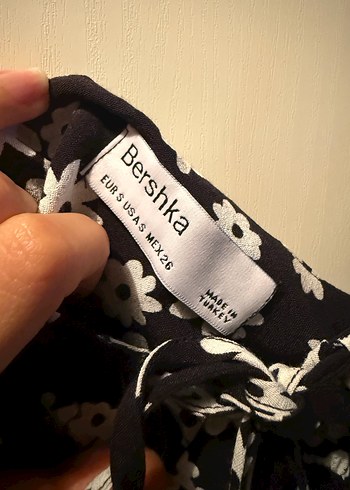 Bershka
EUR S USA S MEX 26
MADE IN
TURKEY